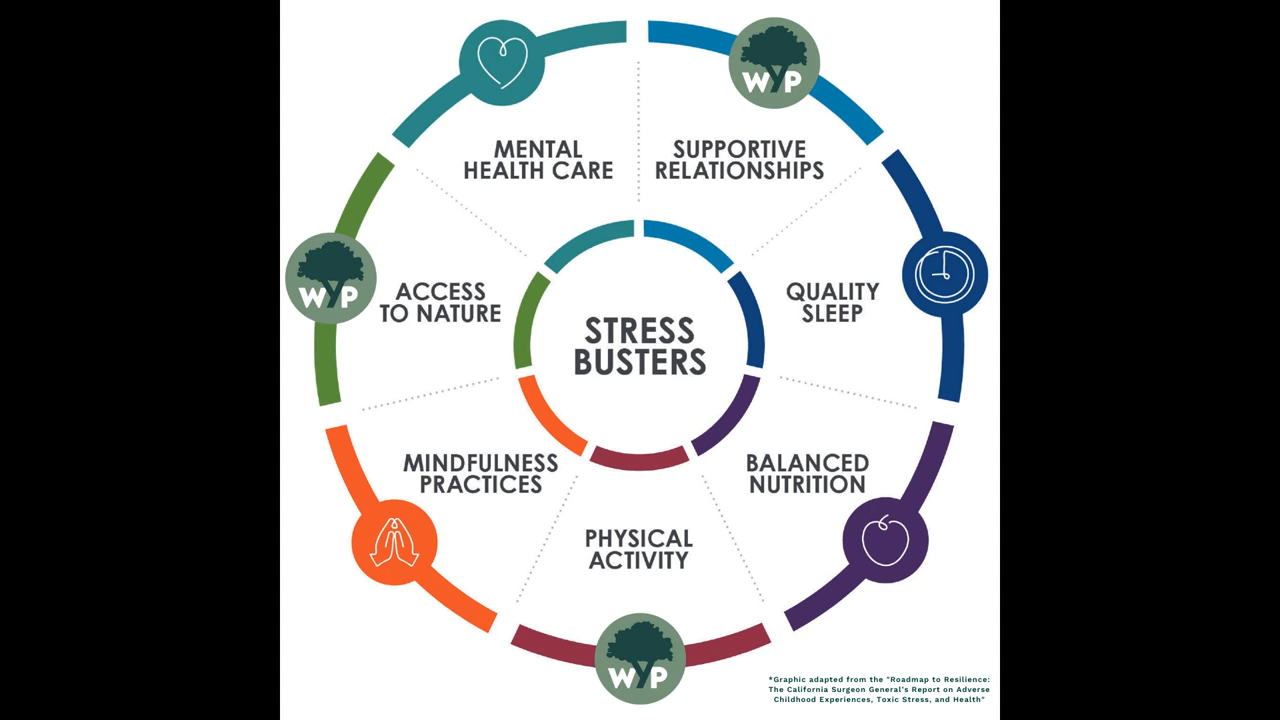 MENTAL
HEALTH CARE
SUPPORTIVE
RELATIONSHIPS
WYP
QUALITY
SLEEP
BALANCED
NUTRITION
PHYSICAL
ACTIVITY
WYP
MINDFULNESS
PRACTICES
ACCESS
TO NATURE
WYP
STRESS
BUSTERS
*Graphic adapted from the "Roadmap to Resilience:
The California Surgeon General's Report on Adverse
Childhood Experiences, Toxic Stress, and Health"